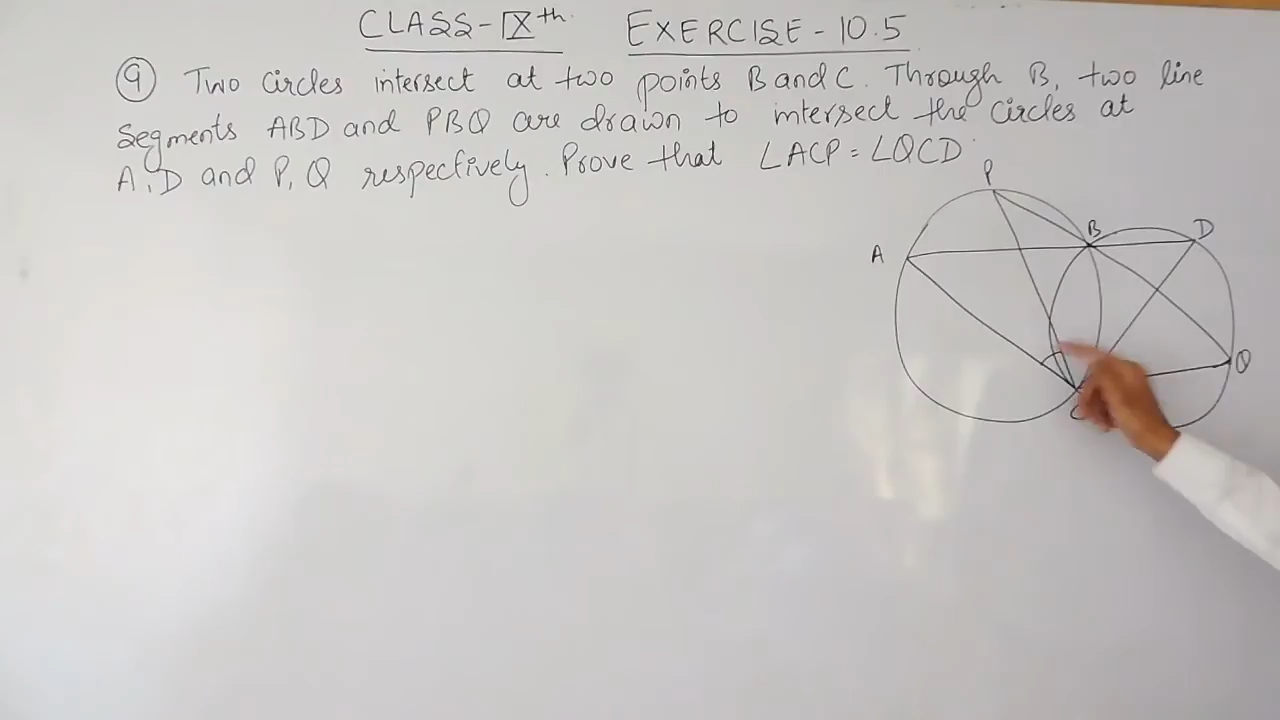 CLASS-IXth EXERCISE-10.5
9 Two Circles intersect at two points B and C. Through B, two line
Segments ABD and PBQ are drawn to intersect the Circles at
A, D and P, Q respectively. Prove that ∠ACP = ∠QCD.
P
B D
A
Q
C